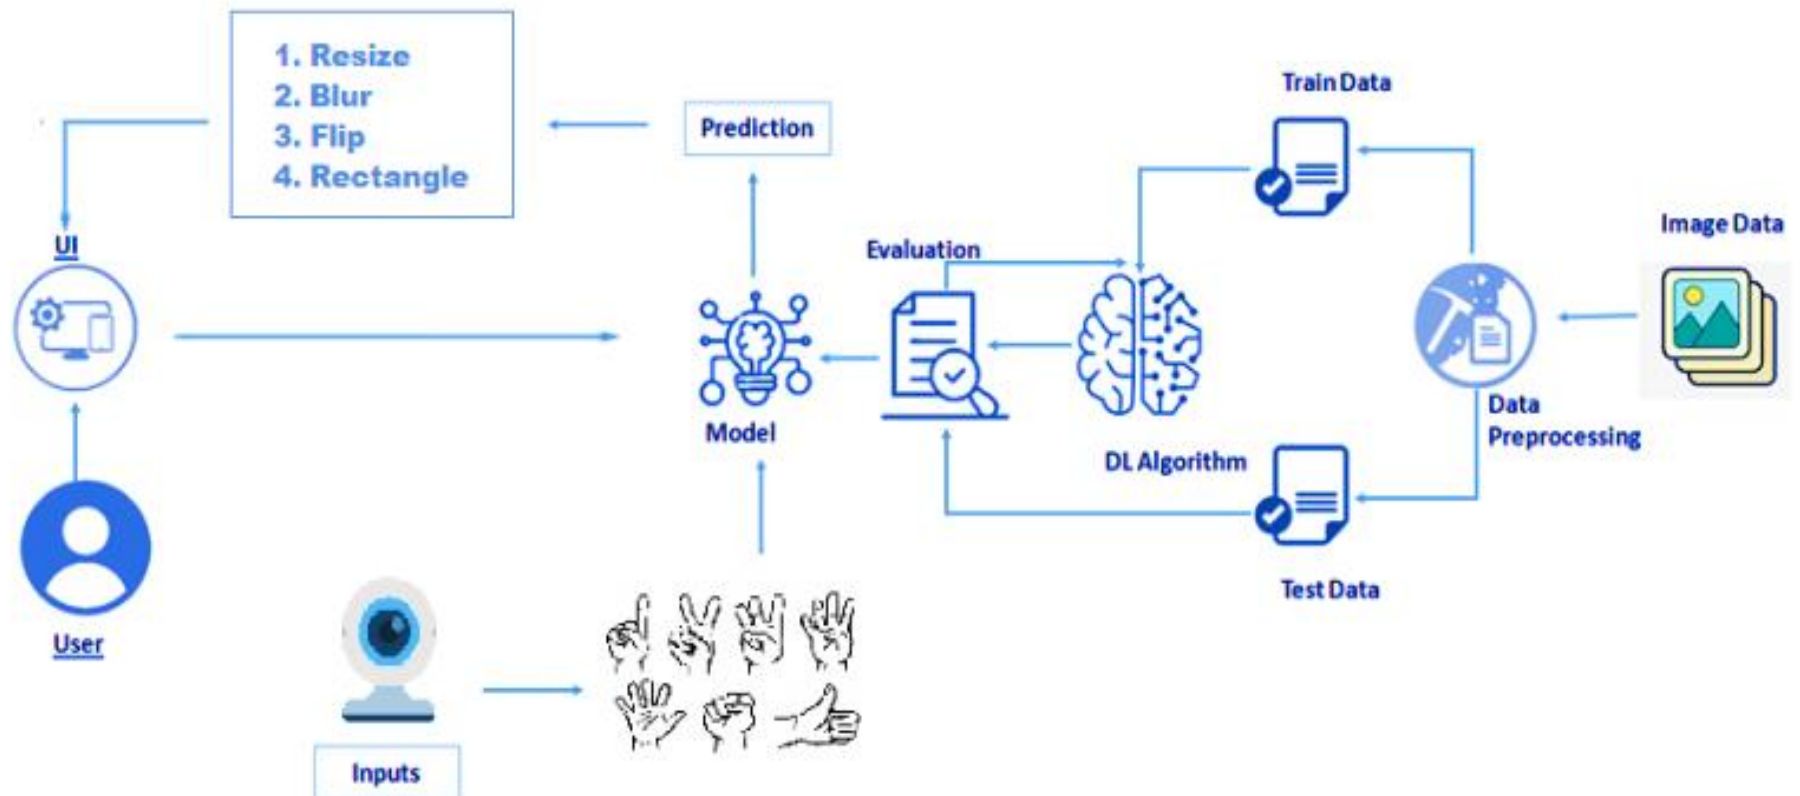 1. Resize
2. Blur
3. Flip
4. Rectangle
Prediction
Train Data
Image Data
UI
Evaluation
Model
DL Algorithm
Data
Preprocessing
Test Data
User
Inputs